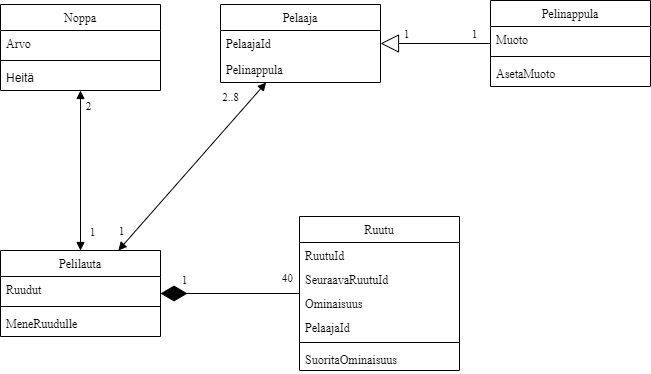 Noppa
Arvo
Heitä
2
1
Pelaaja
PelaajaId
Pelinappula
1
1
2..8
1
Pelinappula
Muoto
AsetaMuoto
Pelilauta
Ruudut
MeneRuudulle
1
40
Ruutu
RuutuId
SeuraavaRuutuId
Ominaisuus
PelaajaId
SuoritaOminaisuus